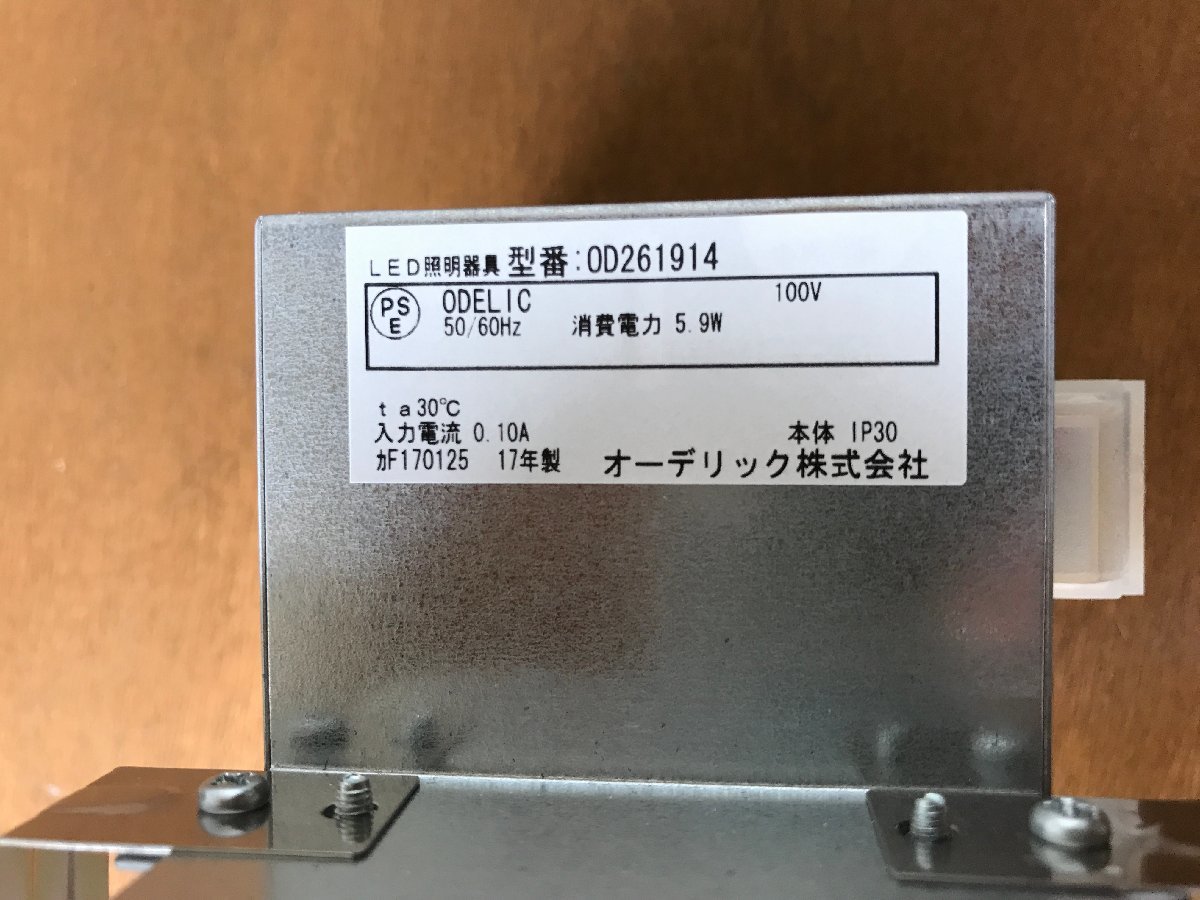 LED照明器具 型番:OD261914
PS
E
ODELIC 100V
50/60Hz 消費電力 5.9W
ta30℃
入力電流 0.10A 本体 IP30
カF170125 17年製 オーデリック株式会社